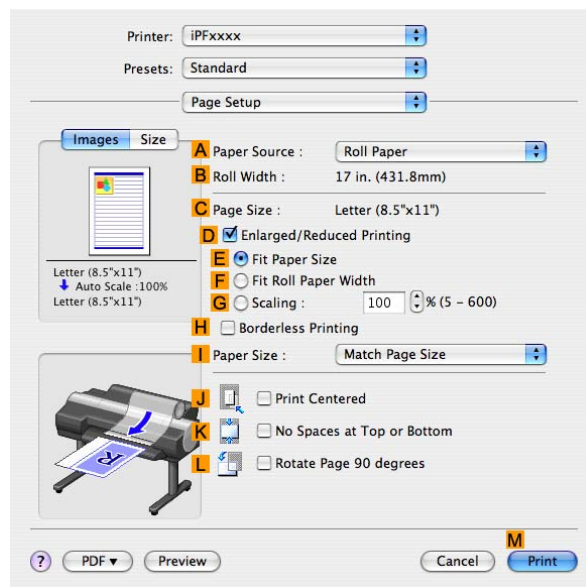 Printer: iPFxxxx
Presets: Standard
Page Setup
Images Size
A Paper Source : Roll Paper
B Roll Width : 17 in. (431.8mm)
C Page Size : Letter (8.5"x11")
D Enlarged/Reduced Printing
E Fit Paper Size
F Fit Roll Paper Width
G Scaling : 100 % (5 - 600)
Letter (8.5"x11")
Auto Scale :100%
Letter (8.5"x11")
H Borderless Printing
I Paper Size : Match Page Size
J Print Centered
K No Spaces at Top or Bottom
L Rotate Page 90 degrees
R
M
? PDF Preview Cancel Print